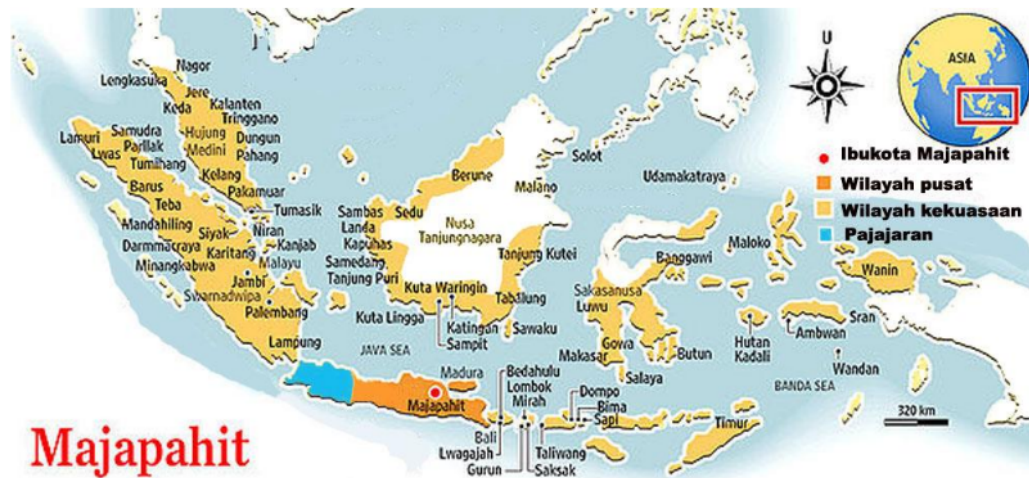 Nagor
Lengkasuka
Jere
Keda
Kalanten
Tringgano
Hujung
Medini
Dungun
Pahang
Kelang
Pakamuar
Tumasik
Lamuri
Samudra
Lwas
Parllak
Tumihang
Barus
Teba
Mandahiling
Siyak
Niran
Kanjab
Darmmacraya
Karitang
Minangkabwa
Malayu
Jambi
Swarnadwipa
Palembang
Lampung
Berune
Sambas
Sedu
Landa
Kapuhas
Samedang
Tanjung Puri
Nusa
Tanjungnagara
Malano
Solot
Tanjung Kutei
Kuta Waringin
Tabalung
Kuta Lingga
Katingan
Sampit
Sawaku
JAVA SEA
Udamakatraya
Maloko
Banggawi
Sakasanusa
Luwu
Gowa
Makasar
Butun
Salaya
Wanin
Sran
Hutan
Kadali
Ambwan
Wandan
BANDA SEA
Madura
Majapahit
Bedahulu
Lombok
Mirah
Dompo
Bima
Sapi
Bali
Lwagajah
Gurun
Taliwang
Saksak
Timur
320 km
U
ASIA
Ibukota Majapahit
Wilayah pusat
Wilayah kekuasaan
Pajajaran
Majapahit